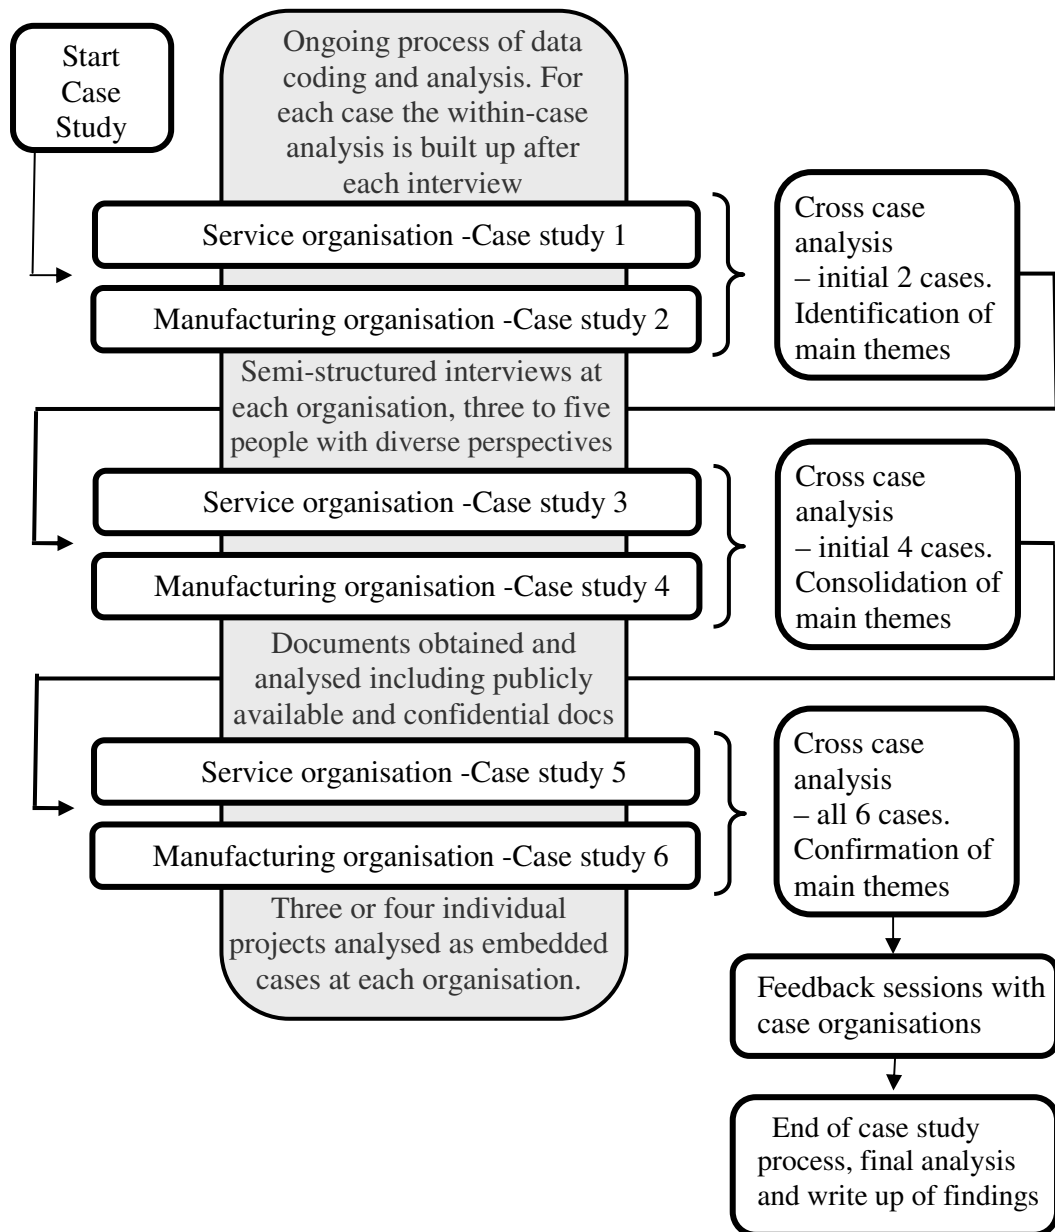 Start
Case
Study
Ongoing process of data
coding and analysis. For
each case the within-case
analysis is built up after
each interview
Service organisation -Case study 1
Manufacturing organisation -Case study 2
Cross case
analysis
– initial 2 cases.
Identification of
main themes
Semi-structured interviews at
each organisation, three to five
people with diverse perspectives
Service organisation -Case study 3
Manufacturing organisation -Case study 4
Cross case
analysis
– initial 4 cases.
Consolidation of
main themes
Documents obtained and
analysed including publicly
available and confidential docs
Service organisation -Case study 5
Manufacturing organisation -Case study 6
Cross case
analysis
– all 6 cases.
Confirmation of
main themes
Three or four individual
projects analysed as embedded
cases at each organisation.
Feedback sessions with
case organisations
End of case study
process, final analysis
and write up of findings